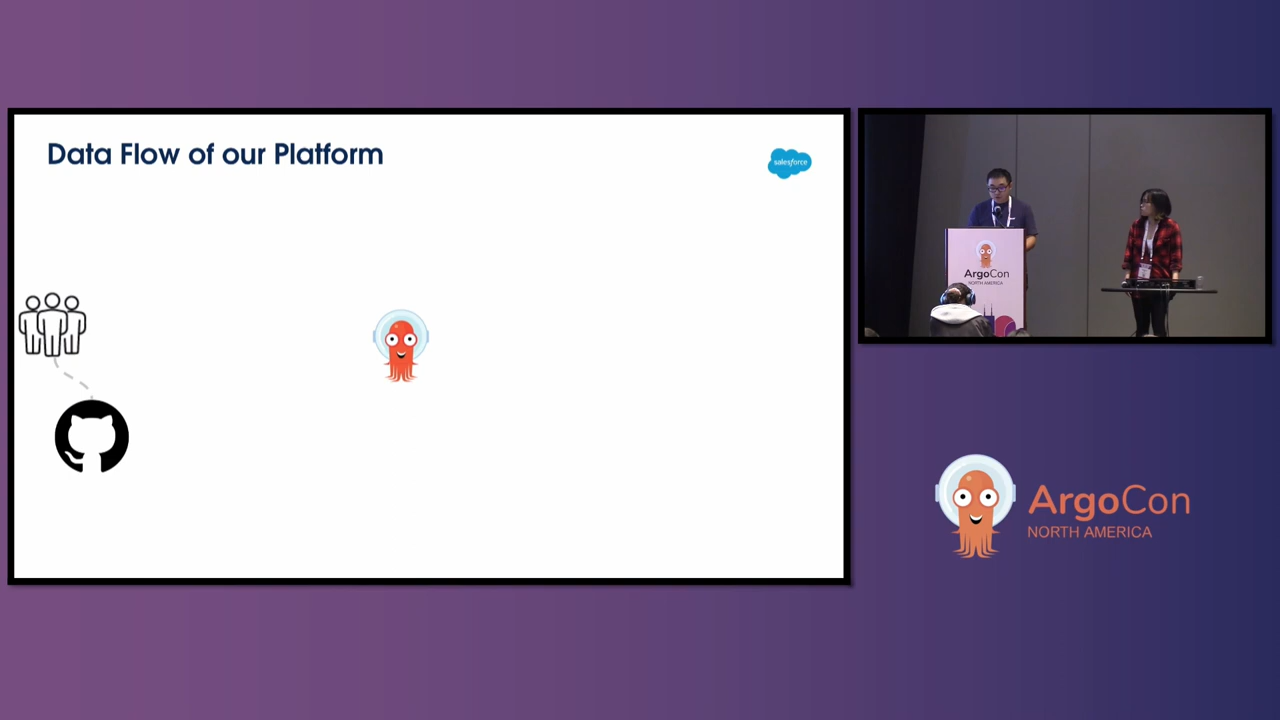 Data Flow of our Platform
salesforce
ArgoCon
NORTH AMERICA
ArgoCon
NORTH AMERICA